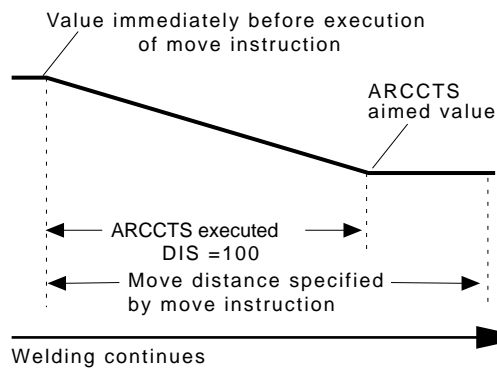 Value immediately before execution
of move instruction
ARCCTS
aimed value
ARCCTS executed
DIS =100
Move distance specified
by move instruction
Welding continues